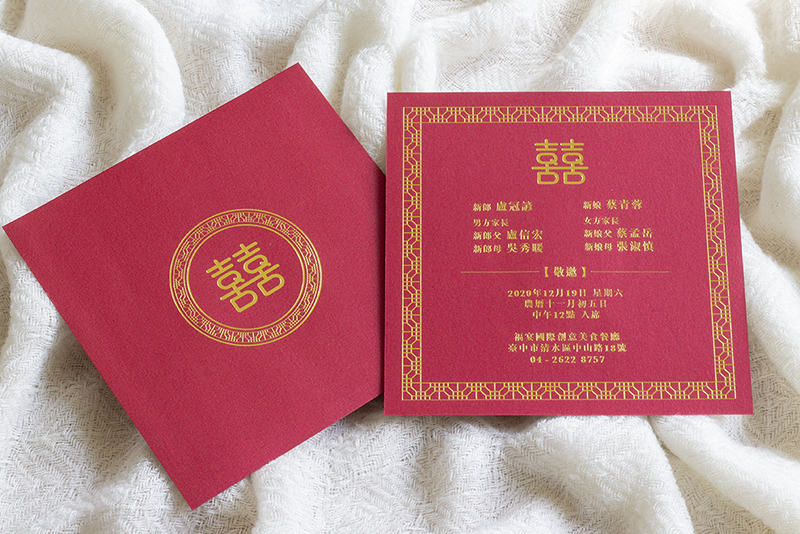 囍
囍
新郎 盧冠諺 新娘 蔡青蓉
男方家長 女方家長
新郎父 盧信宏 新娘父 蔡孟岳
新郎母 吳秀暖 新娘母 張淑慎
【敬邀】
2020年12月19日 星期六
農曆十一月初五日
中午12點 入席
福宴國際創意美食餐廳
臺中市清水區中山路18號
04 - 2622 8757